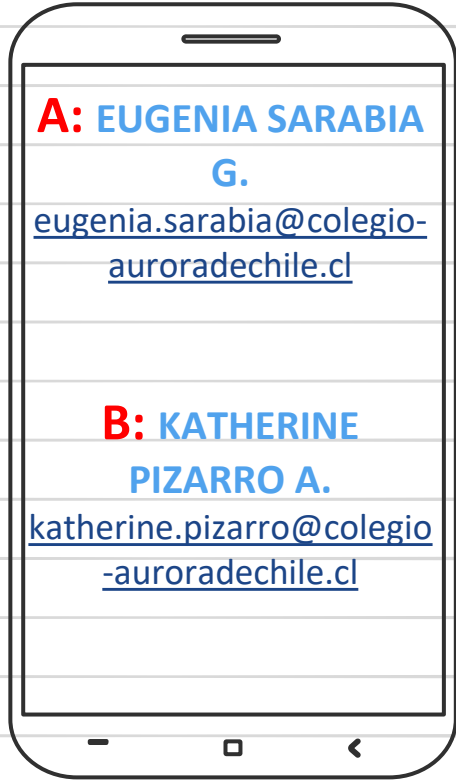 A: EUGENIA SARABIA
G.
eugenia.sarabia@colegio-
auroradechile.cl
B: KATHERINE
PIZARRO A.
katherine.pizarro@colegio
-auroradechile.cl